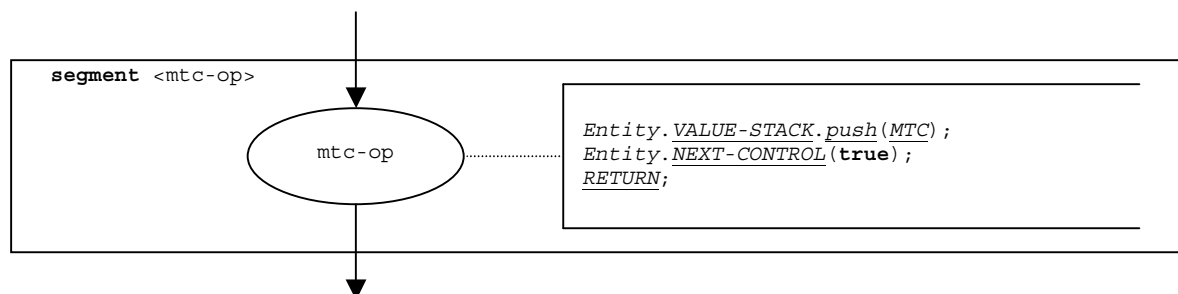 segment <mtc-op>
mtc-op
Entity.VALUE-STACK.push(MTC);
Entity.NEXT-CONTROL(true);
RETURN;